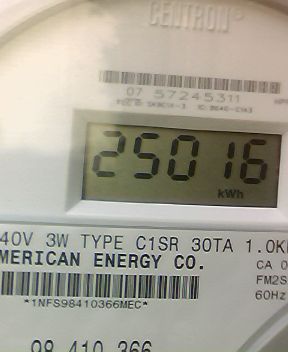 CENTRON
07 57245311
25016
kWh
40V 3W TYPE C1SR 30TA 1.0K
MERICAN ENERGY CO.
CA 0
FM2S
*1NFS98410366MEC*
60Hz
98 410 366